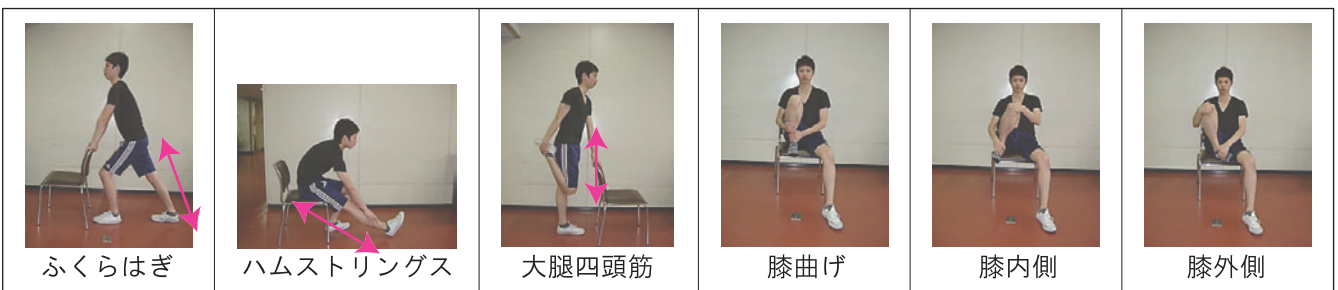 ふくらはぎ
ハムストリングス
大腿四頭筋
膝曲げ
膝内側
膝外側